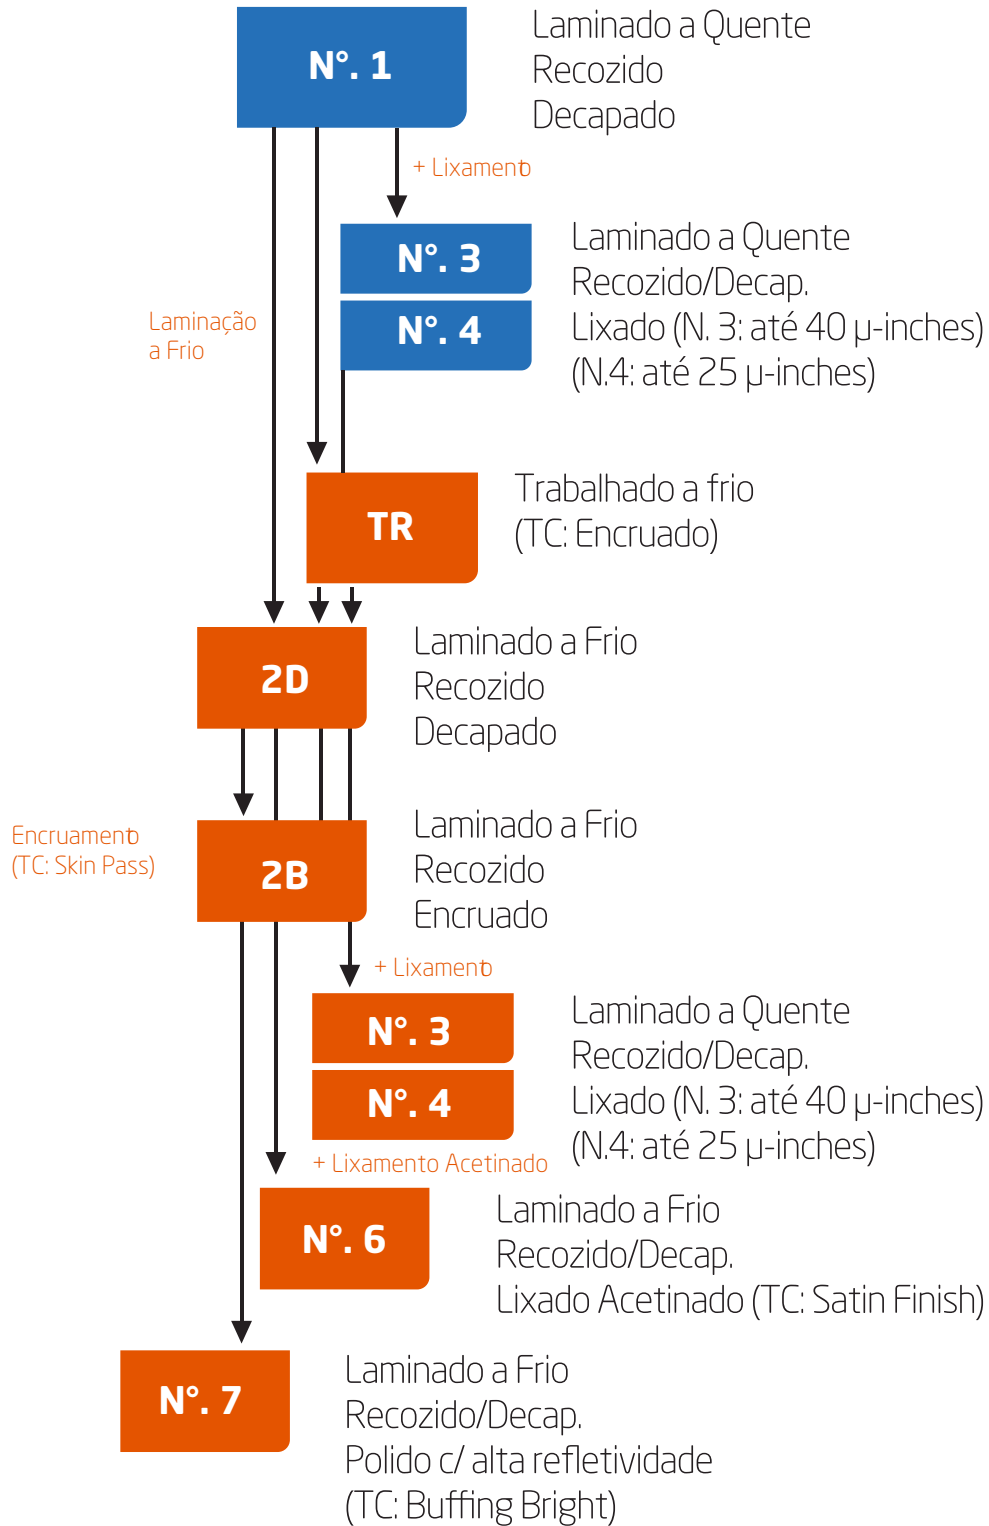 N°. 1
Laminado a Quente
Recozido
Decapado
+ Lixamento
N°. 3
N°. 4
Laminado a Quente
Recozido/Decap.
Lixado (N. 3: até 40 μ-inches)
(N.4: até 25 μ-inches)
Laminação
a Frio
TR
Trabalhado a frio
(TC: Encruado)
2D
Laminado a Frio
Recozido
Decapado
Encruamento
(TC: Skin Pass)
2B
Laminado a Frio
Recozido
Encruado
+ Lixamento
N°. 3
N°. 4
Laminado a Quente
Recozido/Decap.
Lixado (N. 3: até 40 μ-inches)
(N.4: até 25 μ-inches)
+ Lixamento Acetinado
N°. 6
Laminado a Frio
Recozido/Decap.
Lixado Acetinado (TC: Satin Finish)
N°. 7
Laminado a Frio
Recozido/Decap.
Polido c/ alta refletividade
(TC: Buffing Bright)